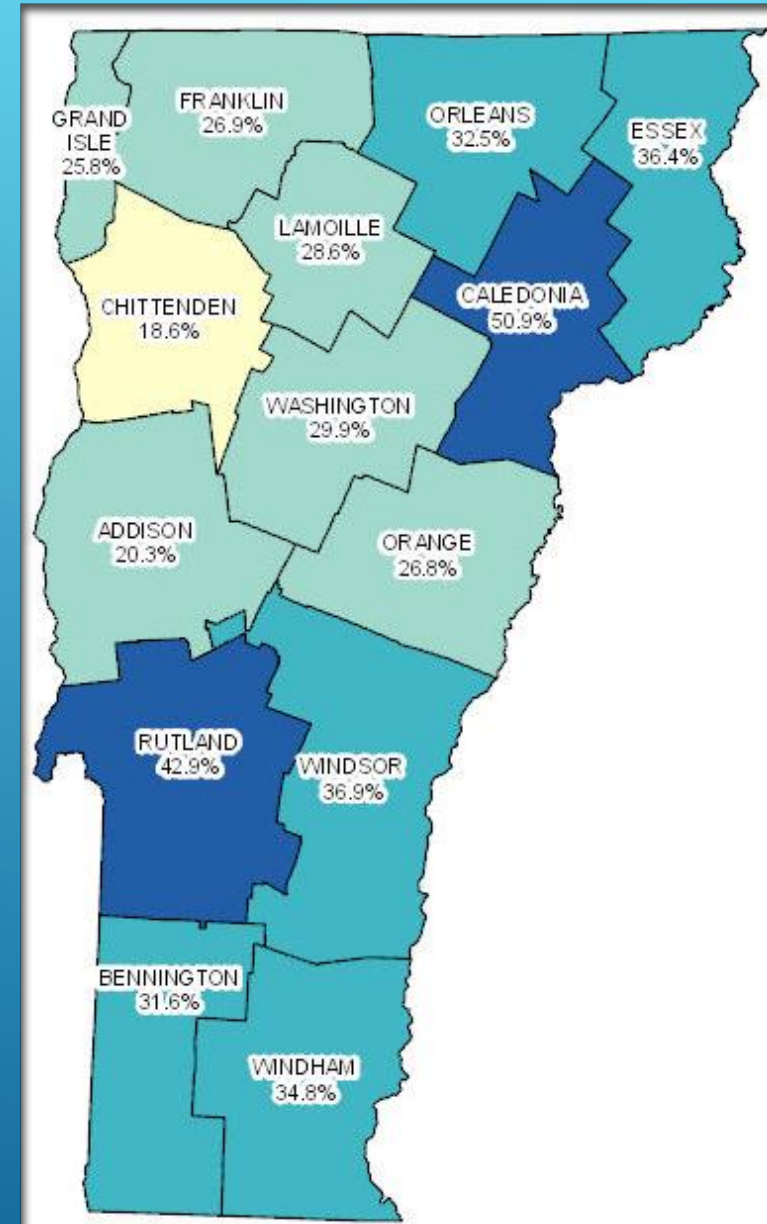 GRAND
ISLE
25.8%
FRANKLIN
26.9%
ORLEANS
32.5%
ESSEX
36.4%
LAMOILLE
28.6%
CHITTENDEN
18.6%
CALEDONIA
50.9%
WASHINGTON
29.9%
ADDISON
20.3%
ORANGE
26.8%
RUTLAND
42.9%
WINDSOR
36.9%
BENNINGTON
31.6%
WINDHAM
34.8%